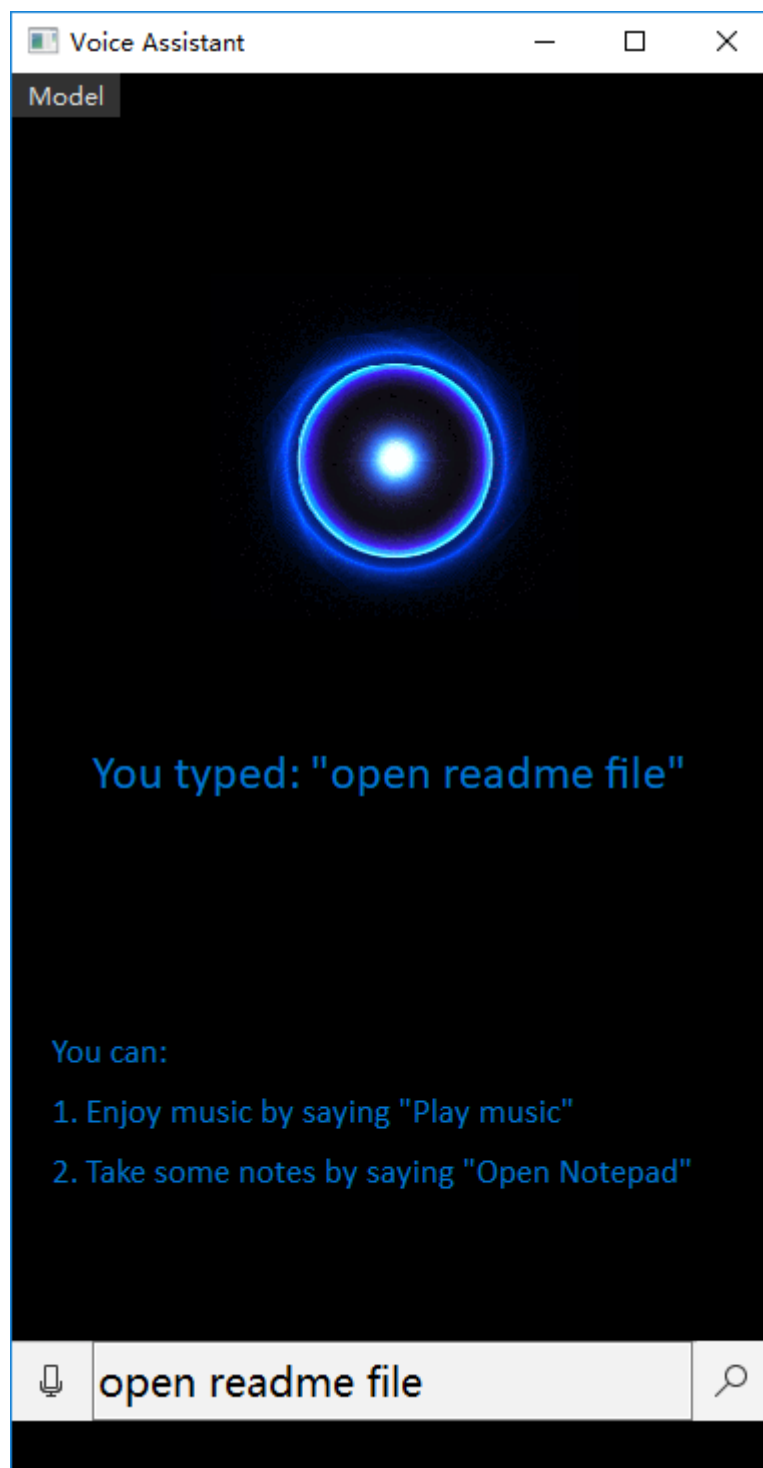 Voice Assistant
Model
You typed: "open readme file"
You can:
1. Enjoy music by saying "Play music"
2. Take some notes by saying "Open Notepad"
open readme file